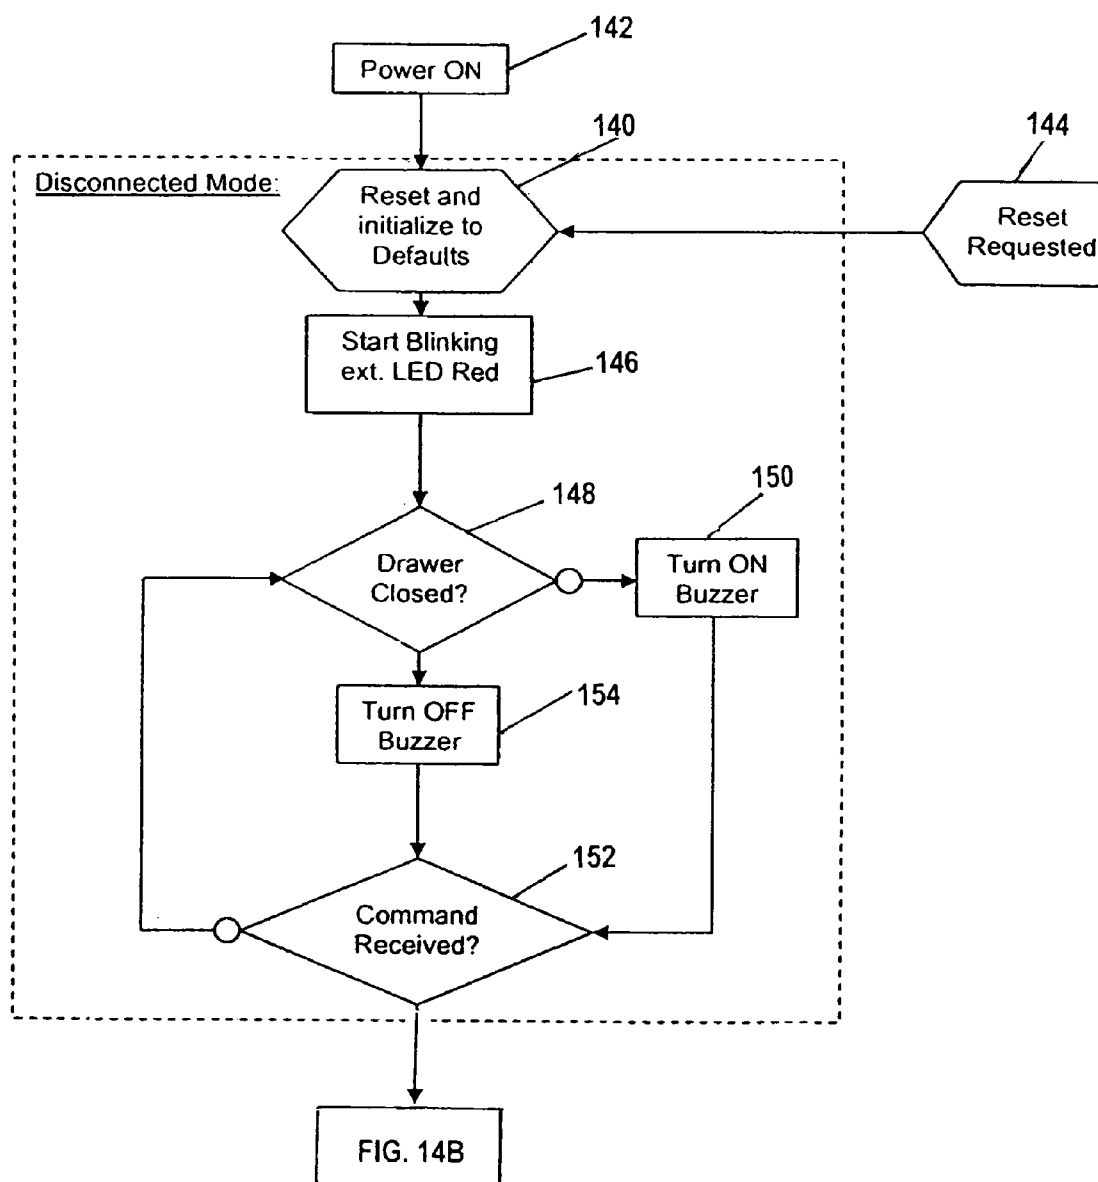 142
Power ON
140
144
Disconnected Mode:
Reset and
initialize to
Defaults
Reset
Requested
Start Blinking
ext. LED Red
146
148
150
Drawer
Closed?
Turn ON
Buzzer
154
Turn OFF
Buzzer
152
Command
Received?
FIG. 14B